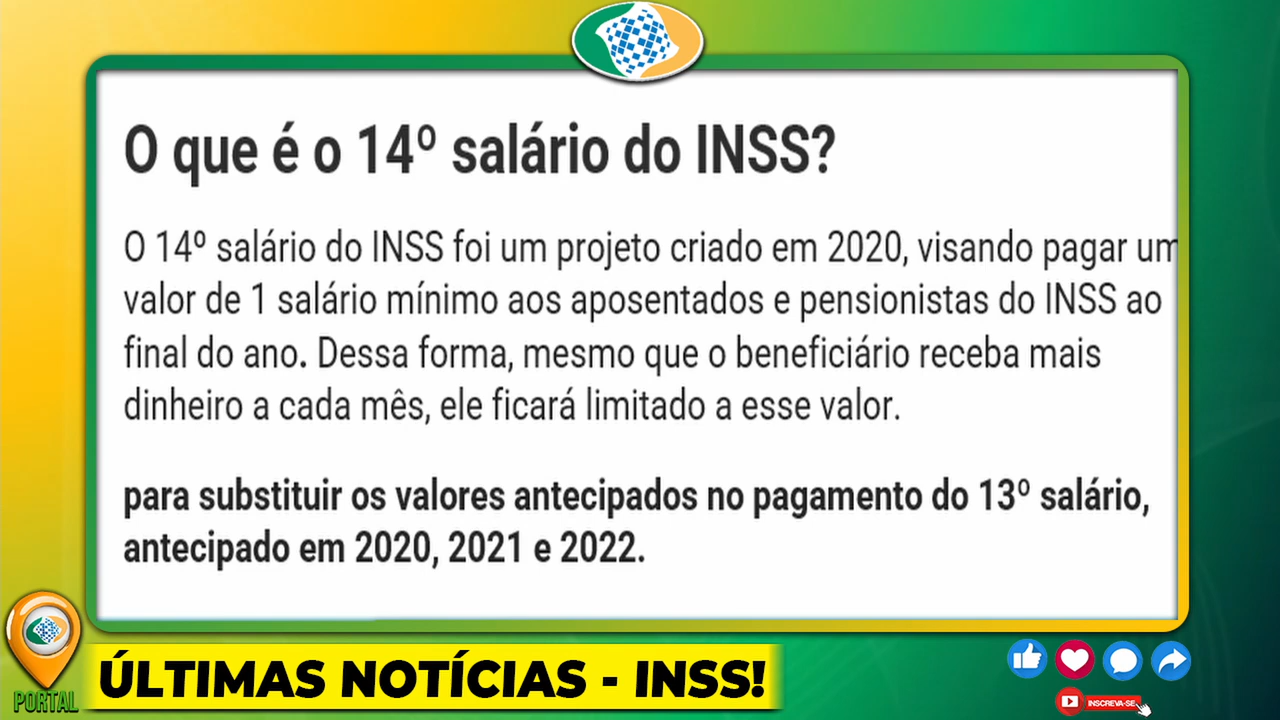 O que é o 14º salário do INSS?
O 14º salário do INSS foi um projeto criado em 2020, visando pagar um
valor de 1 salário mínimo aos aposentados e pensionistas do INSS ao
final do ano. Dessa forma, mesmo que o beneficiário receba mais
dinheiro a cada mês, ele ficará limitado a esse valor.
para substituir os valores antecipados no pagamento do 13º salário,
antecipado em 2020, 2021 e 2022.
PORTAL
ÚLTIMAS NOTÍCIAS - INSS!
INSCREVA-SE